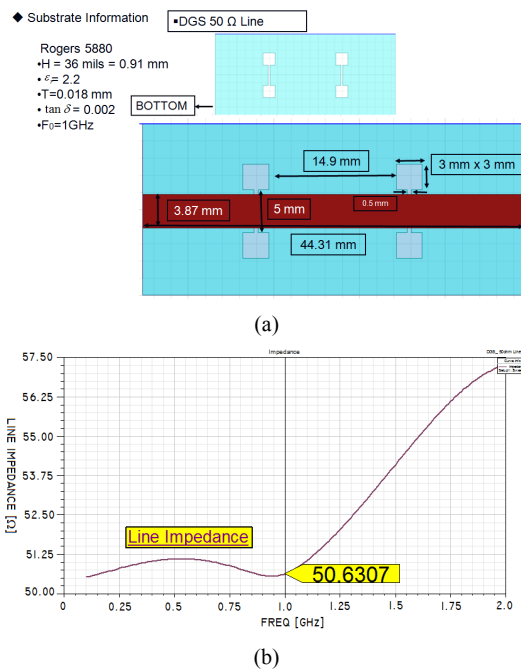 ◆ Substrate Information
▪DGS 50 Ω Line
Rogers 5880
•H = 36 mils = 0.91 mm
• εr= 2.2
•T=0.018 mm
• tan δ = 0.002
•F0=1GHz
BOTTOM
14.9 mm
3 mm x 3 mm
3.87 mm
5 mm
0.5 mm
44.31 mm
(a)
Impedance
57.50
56.25
55.00
53.75
52.50
51.25
50.00
LINE IMPEDANCE [Ω]
Line Impedance
50.6307
0
0.25
0.5
0.75
1.0
1.25
1.5
1.75
2.0
FREQ [GHz]
(b)